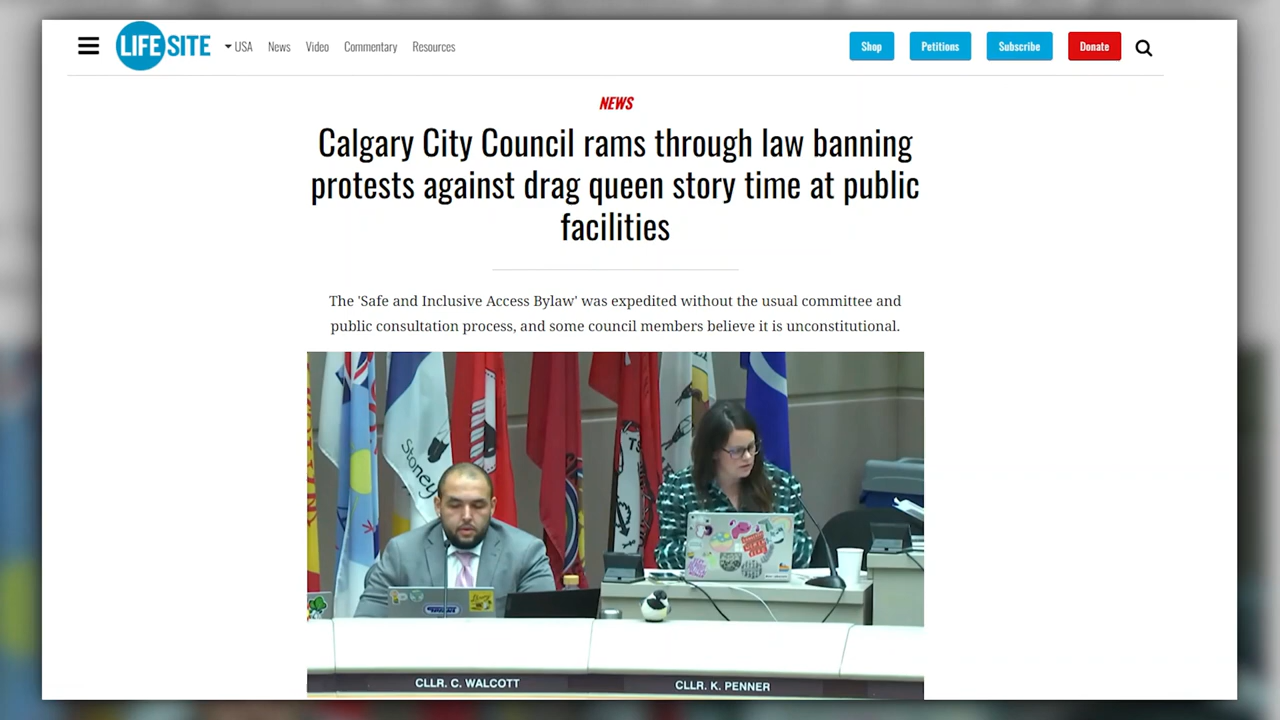 LIFE SITE
USA News Video Commentary Resources
Shop Petitions Subscribe Donate
NEWS
Calgary City Council rams through law banning
protests against drag queen story time at public
facilities
The 'Safe and Inclusive Access Bylaw' was expedited without the usual committee and
public consultation process, and some council members believe it is unconstitutional.
Stoney
CLLR. C. WALCOTT
CLLR. K. PENNER